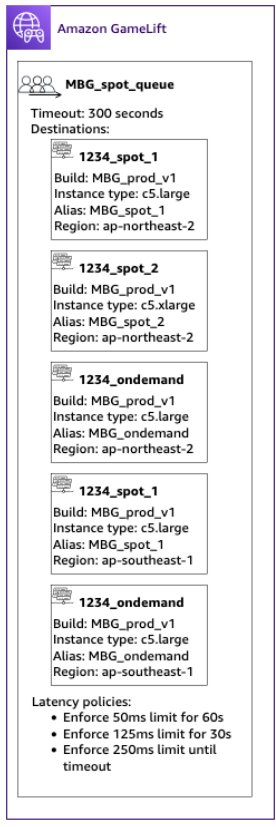 Amazon GameLift
MBG_spot_queue
Timeout: 300 seconds
Destinations:
1234_spot_1
Build: MBG_prod_v1
Instance type: c5.large
Alias: MBG_spot_1
Region: ap-northeast-2
1234_spot_2
Build: MBG_prod_v1
Instance type: c5.xlarge
Alias: MBG_spot_2
Region: ap-northeast-2
1234_ondemand
Build: MBG_prod_v1
Instance type: c5.large
Alias: MBG_ondemand
Region: ap-northeast-2
1234_spot_1
Build: MBG_prod_v1
Instance type: c5.large
Alias: MBG_spot_1
Region: ap-southeast-1
1234_ondemand
Build: MBG_prod_v1
Instance type: c5.large
Alias: MBG_ondemand
Region: ap-southeast-1
Latency policies:
• Enforce 50ms limit for 60s
• Enforce 125ms limit for 30s
• Enforce 250ms limit until
timeout